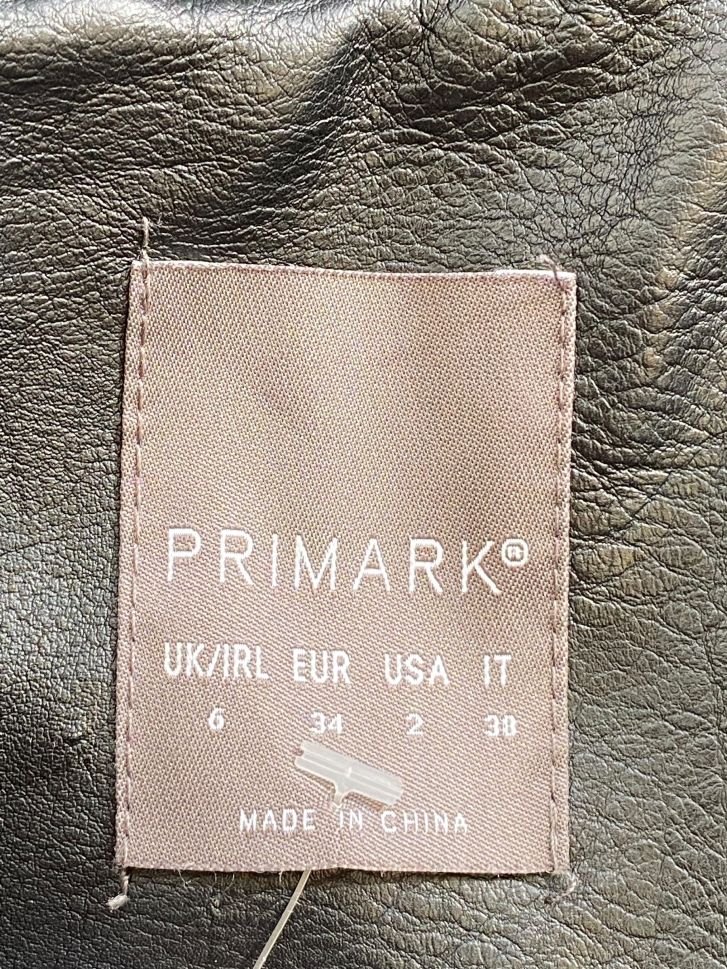 PRIMARK®
UK/IRL EUR USA IT
6 34 2 38
MADE IN CHINA